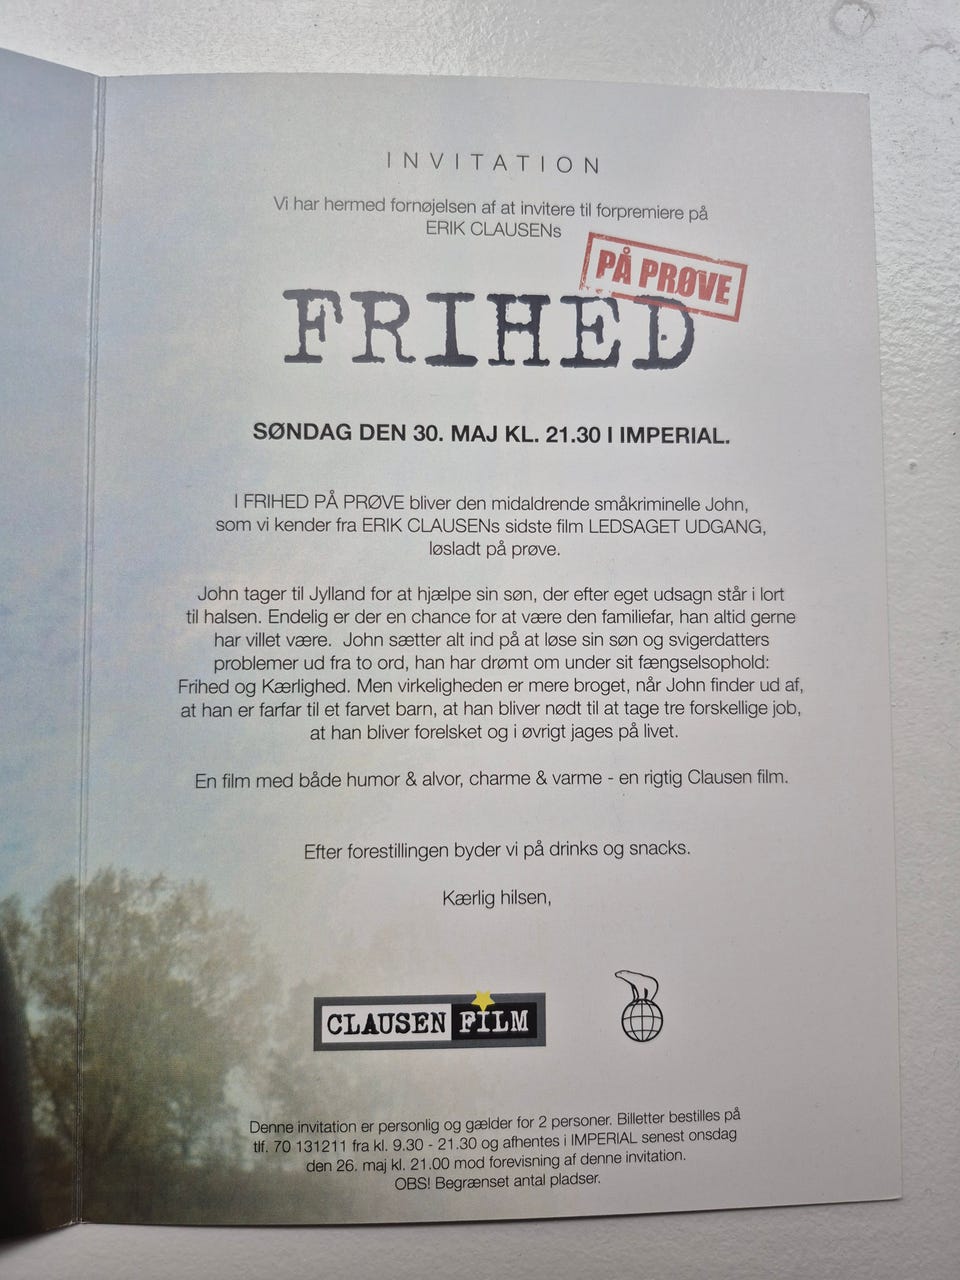 INVITATION
Vi har hermed fornøjelsen af at invitere til forpremiere på
ERIK CLAUSENs
PÅ PRØVE
FRIHED
SØNDAG DEN 30. MAJ KL. 21.30 I IMPERIAL.
I FRIHED PÅ PRØVE bliver den midaldrende småkriminelle John,
som vi kender fra ERIK CLAUSENs sidste film LEDSAGET UDGANG,
løsladt på prøve.
John tager til Jylland for at hjælpe sin søn, der efter eget udsagn står i lort
til halsen. Endelig er der en chance for at være den familiefar, han altid gerne
har villet være. John sætter alt ind på at løse sin søn og svigerdatters
problemer ud fra to ord, han har drømt om under sit fængselsophold:
Frihed og Kærlighed. Men virkeligheden er mere broget, når John finder ud af,
at han er farfar til et farvet barn, at han bliver nødt til at tage tre forskellige job,
at han bliver forelsket og i øvrigt jages på livet.
En film med både humor & alvor, charme & varme - en rigtig Clausen film.
Efter forestillingen byder vi på drinks og snacks.
Kærlig hilsen,
CLAUSEN FILM
Denne invitation er personlig og gælder for 2 personer. Billetter bestilles på
tlf. 70 131211 fra kl. 9.30 - 21.30 og afhentes i IMPERIAL senest onsdag
den 26. maj kl. 21.00 mod forevisning af denne invitation.
OBS! Begrænset antal pladser.